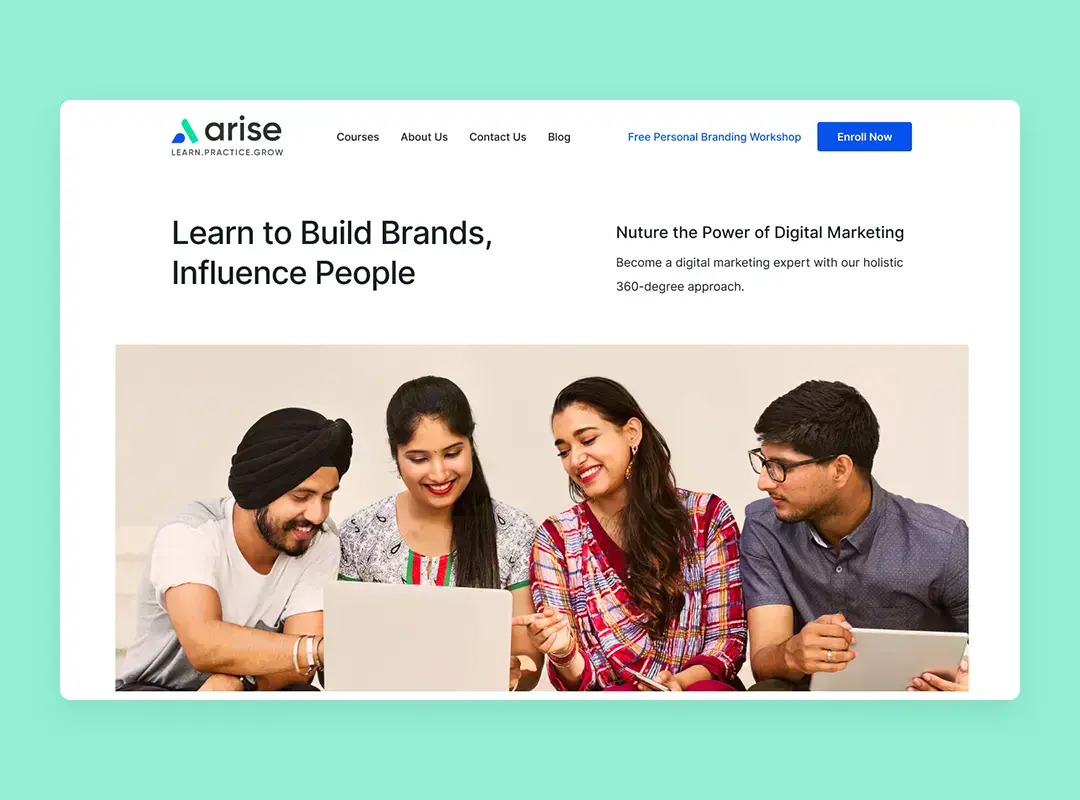 arise
LEARN.PRACTICE.GROW
Courses About Us Contact Us Blog Free Personal Branding Workshop Enroll Now
Learn to Build Brands,
Influence People
Nuture the Power of Digital Marketing
Become a digital marketing expert with our holistic
360-degree approach.